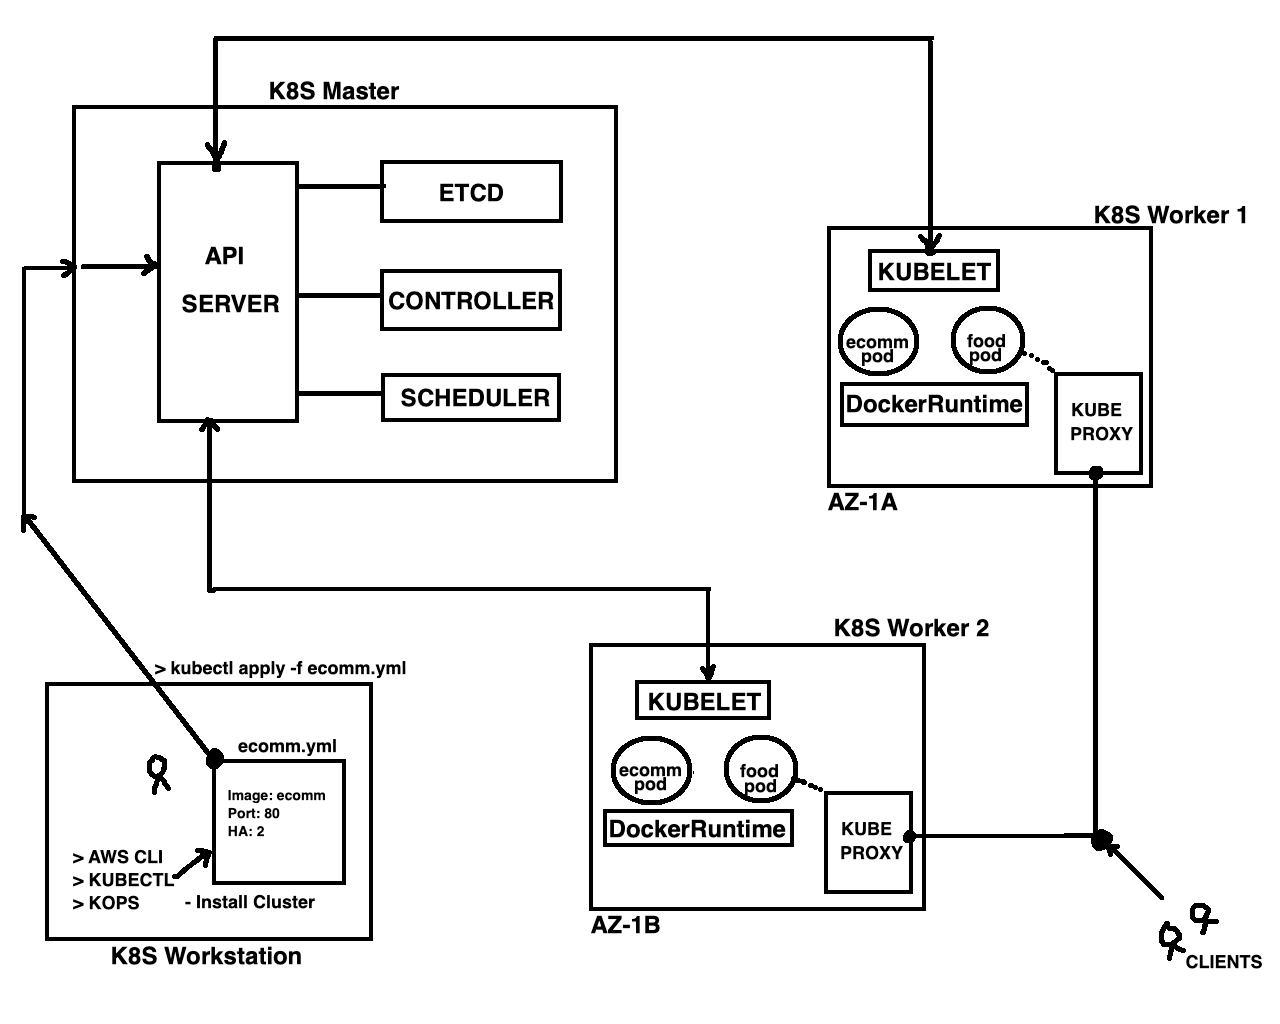 K8S Master
API
SERVER
ETCD
CONTROLLER
SCHEDULER
K8S Worker 1
KUBELET
ecomm
pod
food
pod
DockerRuntime
KUBE
PROXY
AZ-1A
K8S Worker 2
KUBELET
ecomm
pod
food
pod
DockerRuntime
KUBE
PROXY
AZ-1B
> kubectl apply -f ecomm.yml
ecomm.yml
Image: ecomm
Port: 80
HA: 2
> AWS CLI
> KUBECTL
> KOPS
- Install Cluster
K8S Workstation
CLIENTS